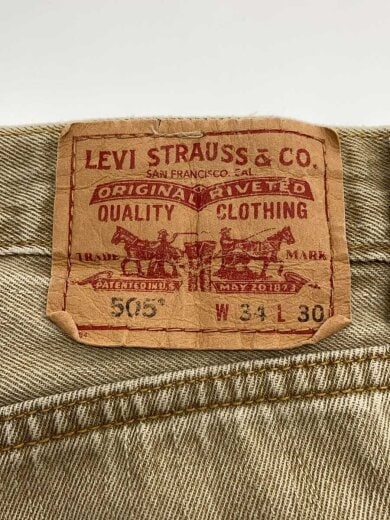 LEVI STRAUSS & CO.
SAN FRANCISCO. CAL.
ORIGINAL RIVETED
QUALITY CLOTHING
TRADE MARK
PATENTED IN U.S. MAY 20 1873
505* W 34 L 30